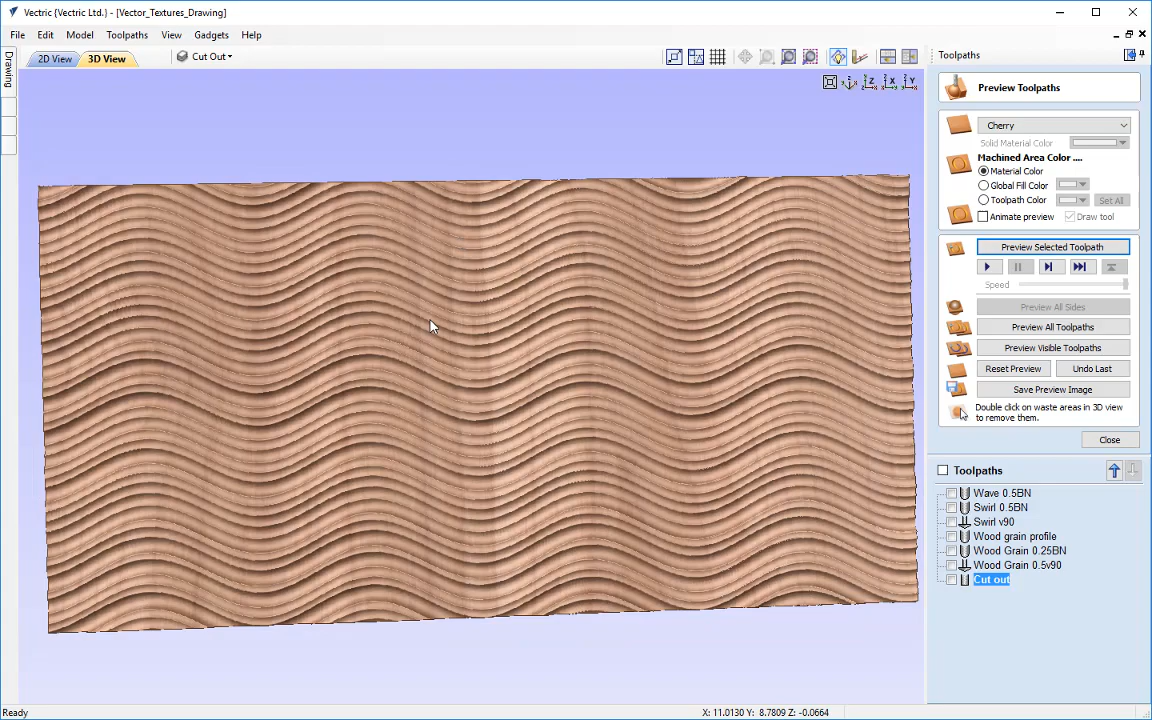 Vectric {Vectric Ltd.} - [Vector_Textures_Drawing]
File Edit Model Toolpaths View Gadgets Help
Drawing
2D View 3D View Cut Out
Z X Y
Toolpaths
Preview Toolpaths
Cherry
Solid Material Color
Machined Area Color ....
Material Color
Global Fill Color
Toolpath Color Set All
Animate preview Draw tool
Preview Selected Toolpath
Speed
Preview All Sides
Preview All Toolpaths
Preview Visible Toolpaths
Reset Preview Undo Last
Save Preview Image
Double click on waste areas in 3D view
to remove them.
Close
Toolpaths
Wave 0.5BN
Swirl 0.5BN
Swirl v90
Wood grain profile
Wood Grain 0.25BN
Wood Grain 0.5v90
Cut out
Ready X: 11.0130 Y: 8.7809 Z: -0.0664